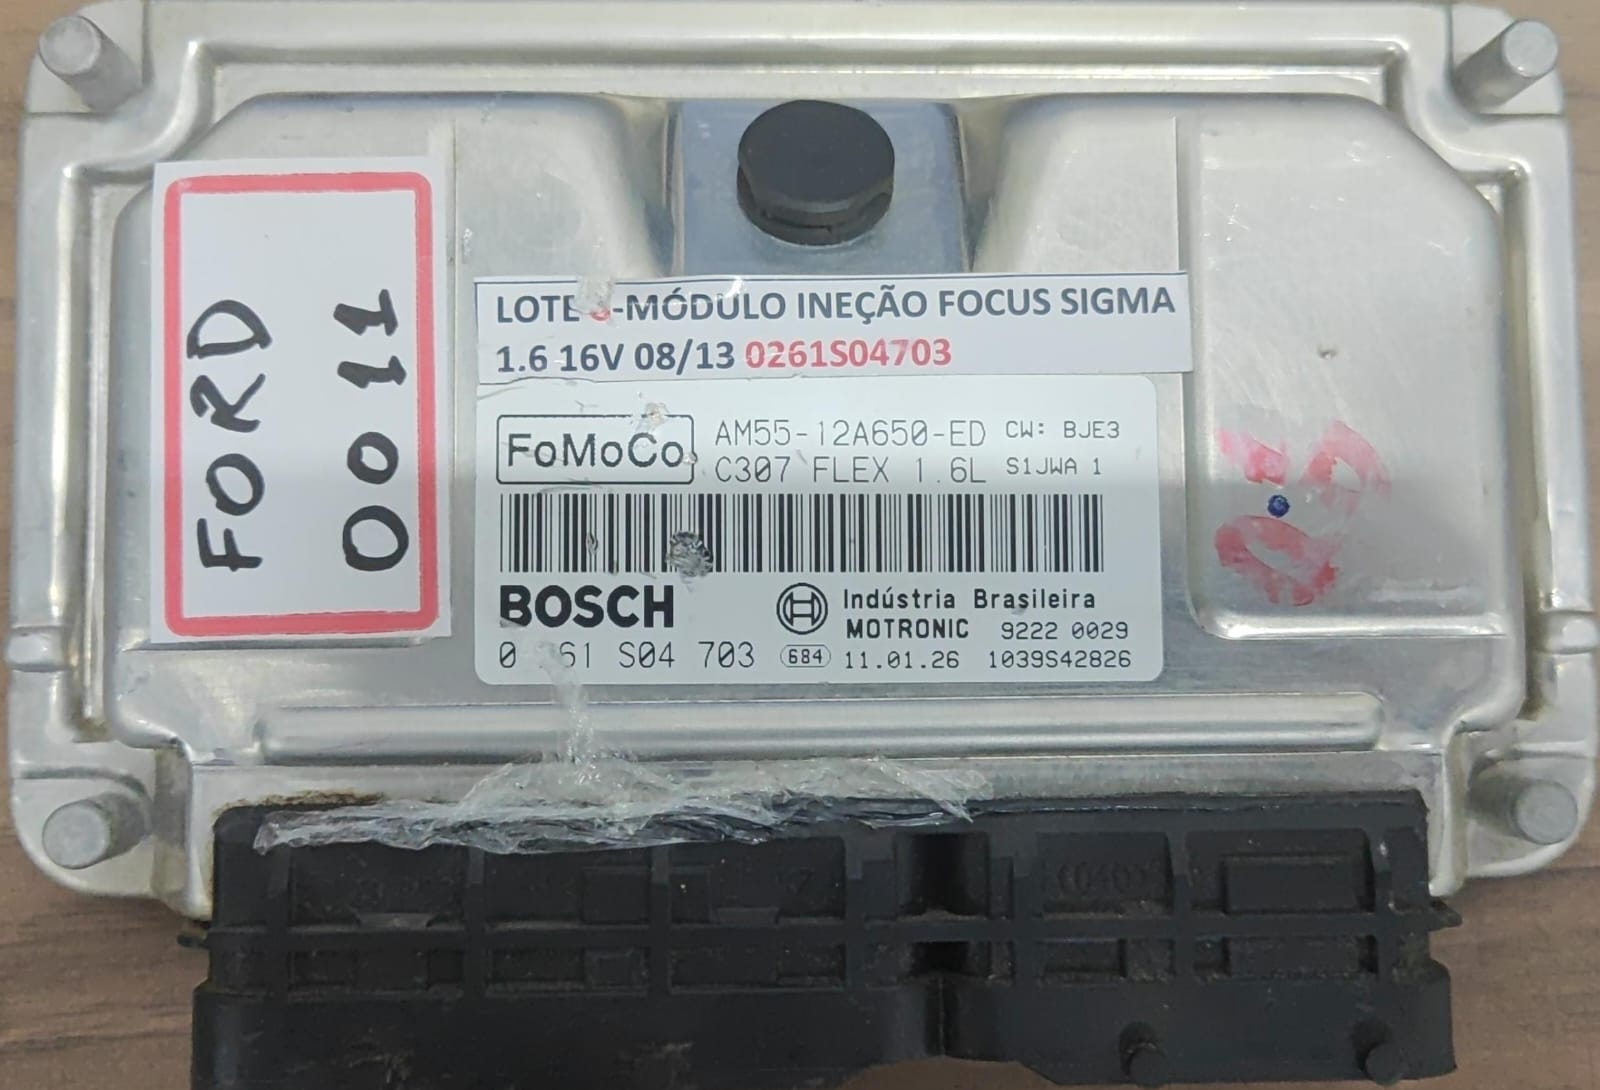 FORD
0011
LOTE -MÓDULO INEÇÃO FOCUS SIGMA
1.6 16V 08/13 0261S04703
FoMoCo
AM55-12A650-ED CW: BJE3
C307 FLEX 1.6L S1JWA 1
BOSCH
Indústria Brasileira
MOTRONIC 9222 0029
0 261 S04 703 684 11.01.26 1039S42826